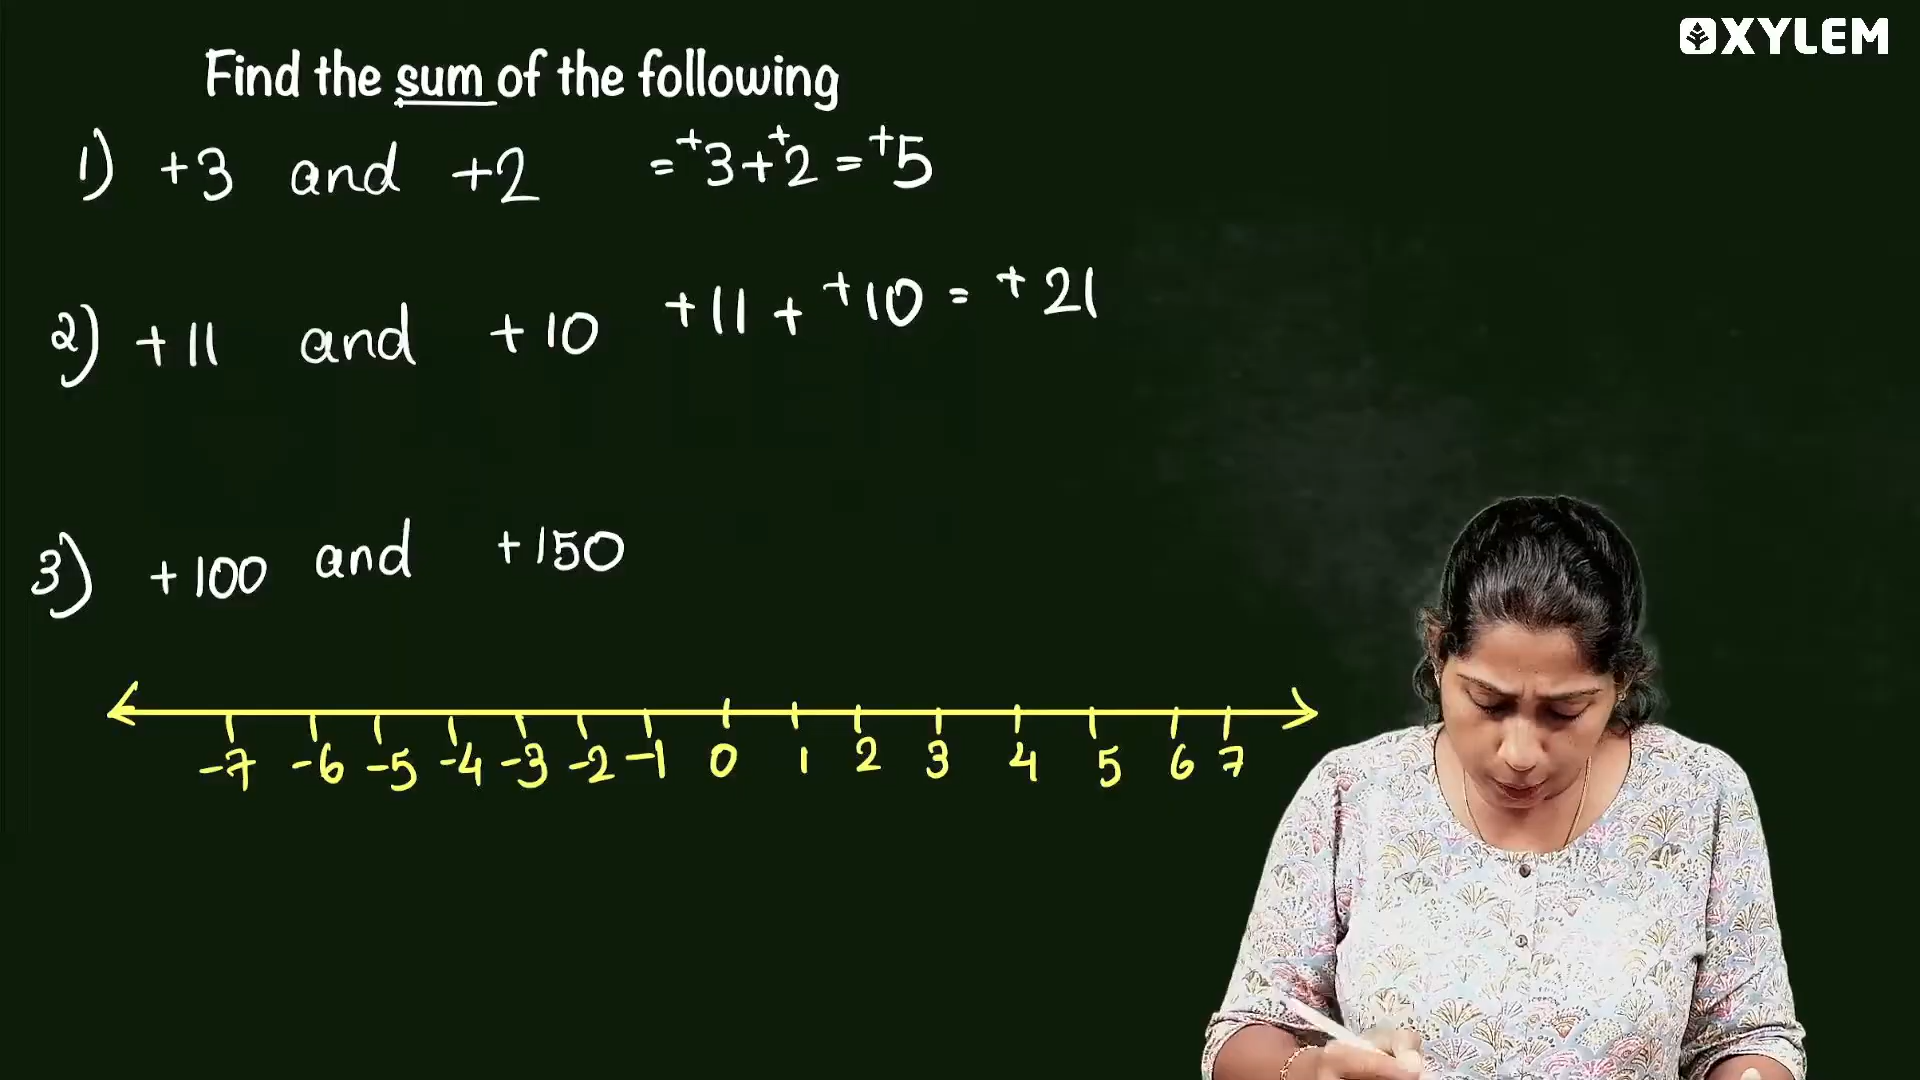 XYLEM
Find the sum of the following
1) +3 and +2 = +3 + +2 = +5
2) +11 and +10 +11 + +10 = +21
3) +100 and +150
-7 -6 -5 -4 -3 -2 -1 0 1 2 3 4 5 6 7